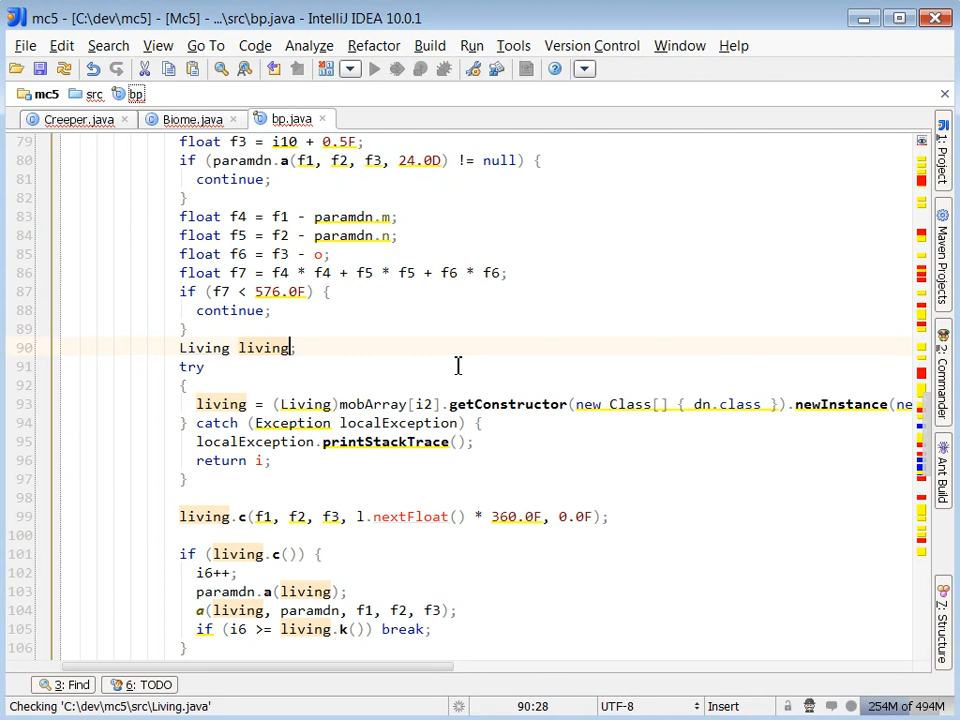 mc5 - [C:\dev\mc5] - [Mc5] - ...\src\bp.java - IntelliJ IDEA 10.0.1
File Edit Search View Go To Code Analyze Refactor Build Run Tools Version Control Window Help
mc5 src bp
Creeper.java Biome.java bp.java
79 float f3 = i10 + 0.5F;
80 if (paramdn.a(f1, f2, f3, 24.0D) != null) {
81 continue;
82 }
83 float f4 = f1 - paramdn.m;
84 float f5 = f2 - paramdn.n;
85 float f6 = f3 - o;
86 float f7 = f4 * f4 + f5 * f5 + f6 * f6;
87 if (f7 < 576.0F) {
88 continue;
89 }
90 Living living;
91 try
92 {
93 living = (Living)mobArray[i2].getConstructor(new Class[] { dn.class }).newInstance(ne
94 } catch (Exception localException) {
95 localException.printStackTrace();
96 return i;
97 }
98
99 living.c(f1, f2, f3, l.nextFloat() * 360.0F, 0.0F);
100
101 if (living.c()) {
102 i6++;
103 paramdn.a(living);
104 a(living, paramdn, f1, f2, f3);
105 if (i6 >= living.k()) break;
106 }
1: Project
Maven Projects
2: Commander
Ant Build
7: Structure
3: Find 6: TODO
Checking 'C:\dev\mc5\src\Living.java' 90:28 UTF-8 Insert 254M of 494M